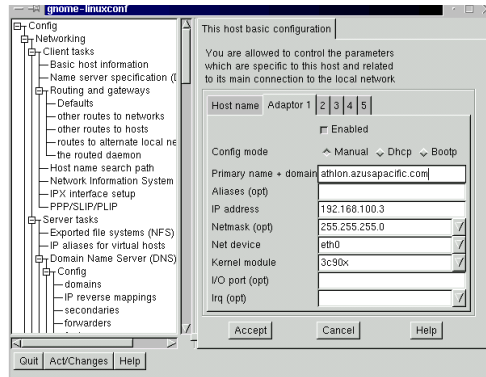 gnome-linuxconf
Config
Networking
Client tasks
Basic host information
Name server specification (D
Routing and gateways
Defaults
other routes to networks
other routes to hosts
routes to alternate local ne
the routed daemon
Host name search path
Network Information System
IPX interface setup
PPP/SLIP/PLIP
Server tasks
Exported file systems (NFS)
IP aliases for virtual hosts
Domain Name Server (DNS)
Config
domains
IP reverse mappings
secondaries
forwarders
Quit Act/Changes Help
This host basic configuration
You are allowed to control the parameters
which are specific to this host and related
to its main connection to the local network
Host name Adaptor 1 2 3 4 5
Enabled
Config mode Manual Dhcp Bootp
Primary name + domain athlon.azusapacific.com
Aliases (opt)
IP address 192.168.100.3
Netmask (opt) 255.255.255.0
Net device eth0
Kernel module 3c90x
I/O port (opt)
Irq (opt)
Accept Cancel Help